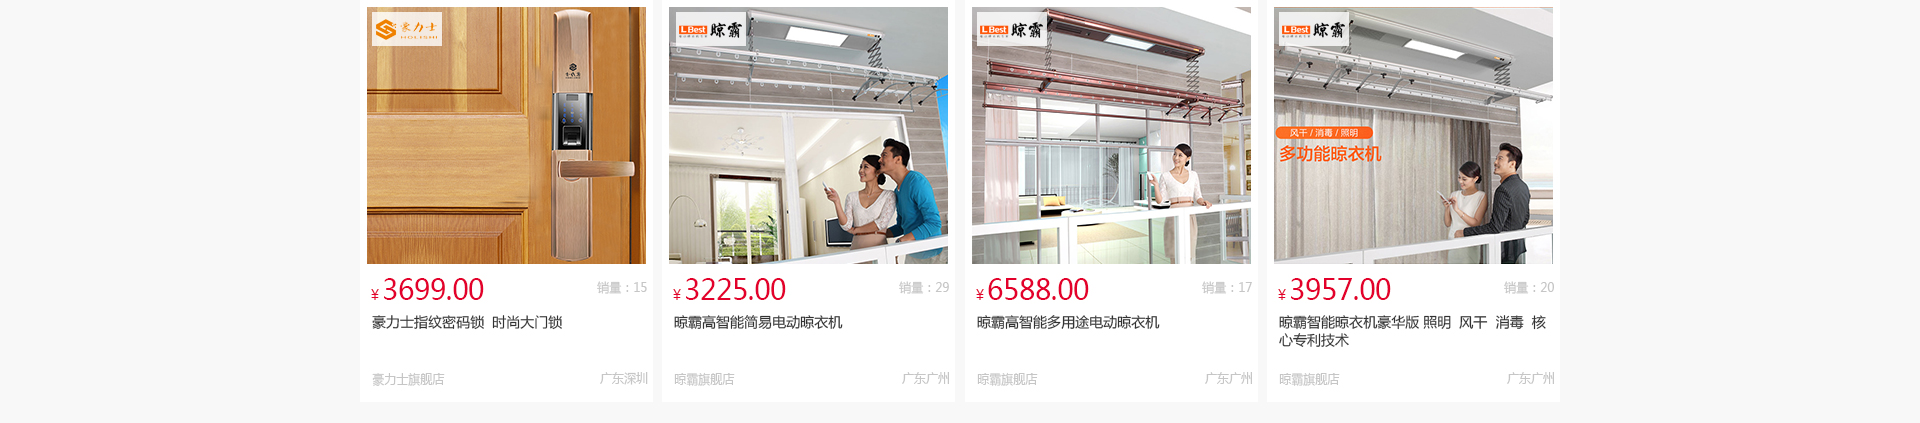 豪力士
L Best 晾霸
L Best 晾霸
L Best 晾霸
风干 / 消毒 / 照明
多功能晾衣机
¥ 3699.00 销量：15
豪力士指纹密码锁 时尚大门锁
豪力士旗舰店 广东深圳
¥ 3225.00 销量：29
晾霸高智能简易电动晾衣机
晾霸旗舰店 广东广州
¥ 6588.00 销量：17
晾霸高智能多用途电动晾衣机
晾霸旗舰店 广东广州
¥ 3957.00 销量：20
晾霸智能晾衣机豪华版 照明 风干 消毒 核
心专利技术
晾霸旗舰店 广东广州